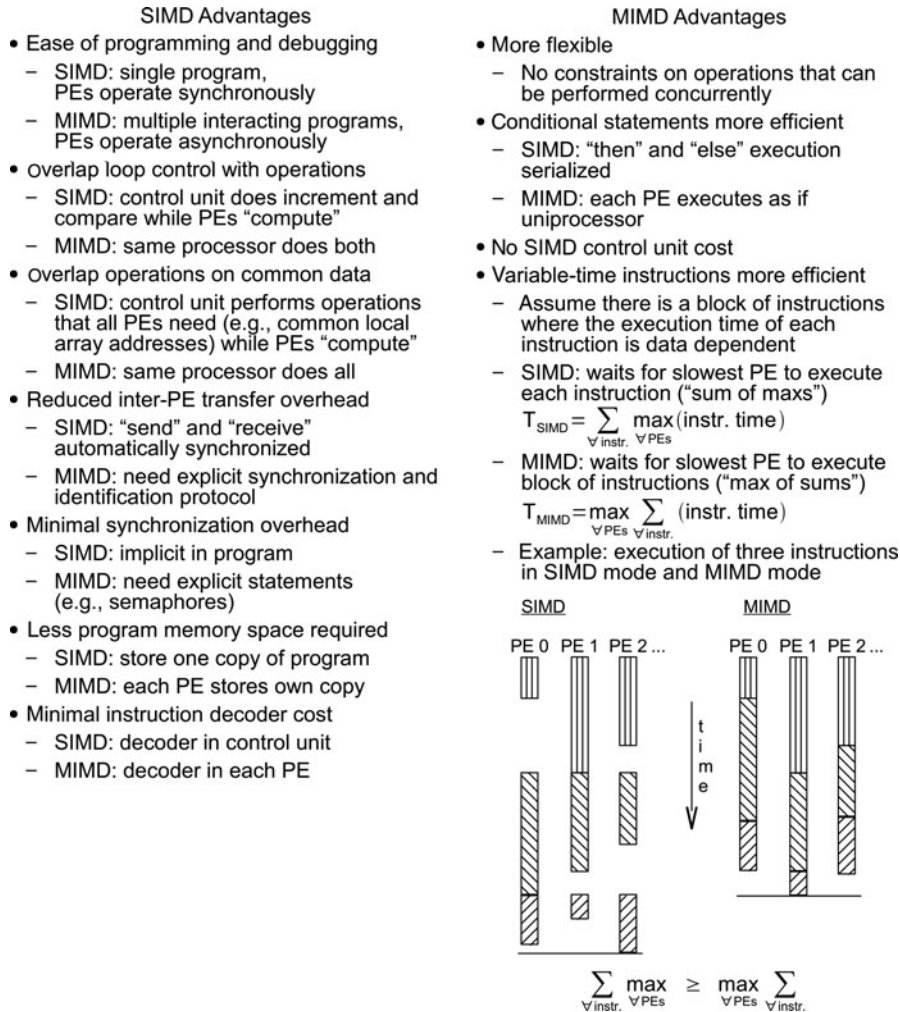 SIMD Advantages
• Ease of programming and debugging
– SIMD: single program,
PEs operate synchronously
– MIMD: multiple interacting programs,
PEs operate asynchronously
• Overlap loop control with operations
– SIMD: control unit does increment and
compare while PEs “compute”
– MIMD: same processor does both
• Overlap operations on common data
– SIMD: control unit performs operations
that all PEs need (e.g., common local
array addresses) while PEs “compute”
– MIMD: same processor does all
• Reduced inter-PE transfer overhead
– SIMD: “send” and “receive”
automatically synchronized
– MIMD: need explicit synchronization and
identification protocol
• Minimal synchronization overhead
– SIMD: implicit in program
– MIMD: need explicit statements
(e.g., semaphores)
• Less program memory space required
– SIMD: store one copy of program
– MIMD: each PE stores own copy
• Minimal instruction decoder cost
– SIMD: decoder in control unit
– MIMD: decoder in each PE
MIMD Advantages
• More flexible
– No constraints on operations that can
be performed concurrently
• Conditional statements more efficient
– SIMD: “then” and “else” execution
serialized
– MIMD: each PE executes as if
uniprocessor
• No SIMD control unit cost
• Variable-time instructions more efficient
– Assume there is a block of instructions
where the execution time of each
instruction is data dependent
– SIMD: waits for slowest PE to execute
each instruction (“sum of maxs”)
T_SIMD = ∑ max (instr. time)
∀ instr. ∀ PEs
– MIMD: waits for slowest PE to execute
block of instructions (“max of sums”)
T_MIMD = max ∑ (instr. time)
∀ PEs ∀ instr.
– Example: execution of three instructions
in SIMD mode and MIMD mode
SIMD MIMD
PE 0 PE 1 PE 2 ... PE 0 PE 1 PE 2 ...
time
∑ max ≥ max ∑
∀ instr. ∀ PEs ∀ PEs ∀ instr.